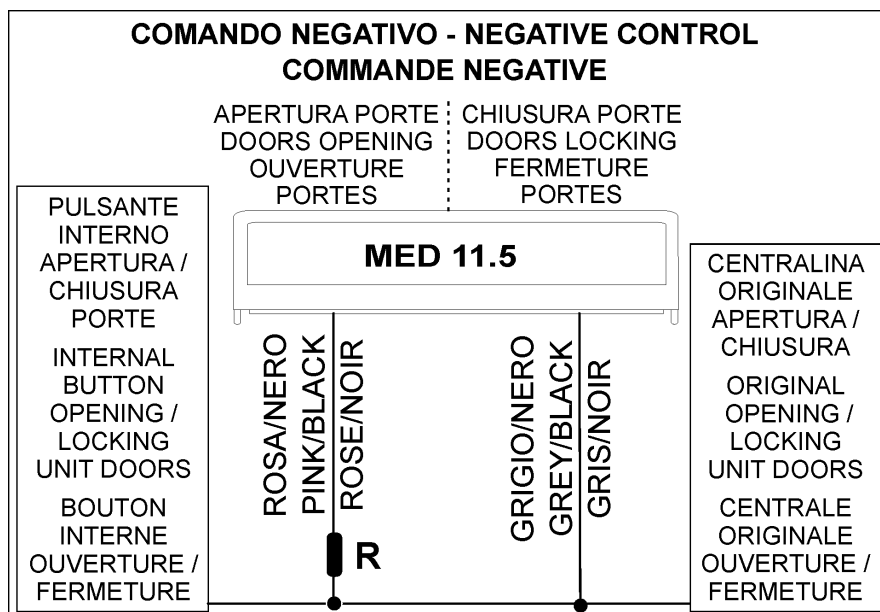 COMANDO NEGATIVO - NEGATIVE CONTROL
COMMANDE NEGATIVE
APERTURA PORTE
DOORS OPENING
OUVERTURE
PORTES
CHIUSURA PORTE
DOORS LOCKING
FERMETURE
PORTES
PULSANTE
INTERNO
APERTURA /
CHIUSURA
PORTE
INTERNAL
BUTTON
OPENING /
LOCKING
UNIT DOORS
BOUTON
INTERNE
OUVERTURE /
FERMETURE
MED 11.5
ROSA/NERO
PINK/BLACK
ROSE/NOIR
R
GRIGIO/NERO
GREY/BLACK
GRIS/NOIR
CENTRALINA
ORIGINALE
APERTURA /
CHIUSURA
ORIGINAL
OPENING /
LOCKING
UNIT DOORS
CENTRALE
ORIGINALE
OUVERTURE /
FERMETURE